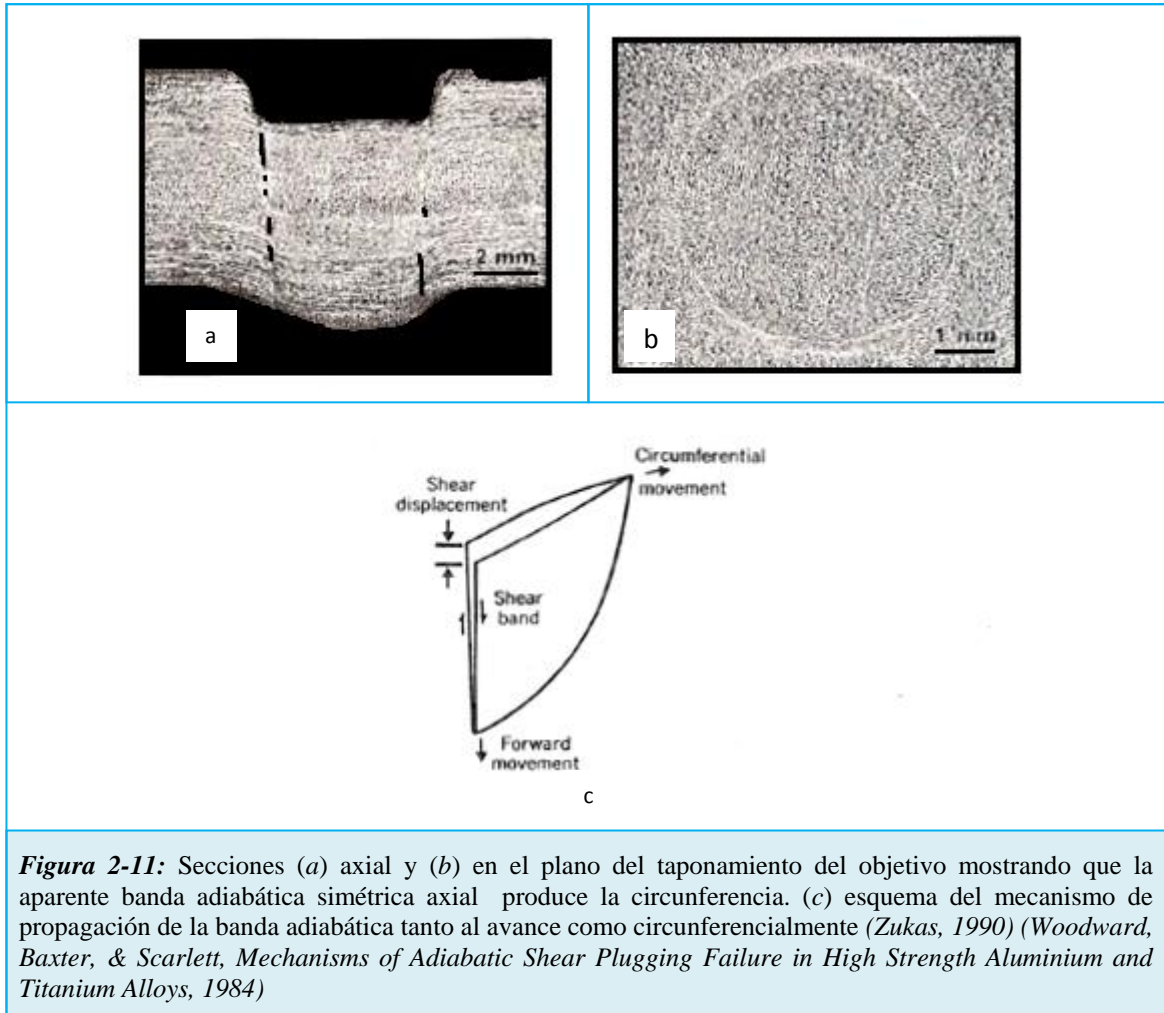 2 mm
a
1 mm
b
Circumferential
movement
Shear
displacement
Shear
band
Forward
movement
c
Figura 2-11: Secciones (a) axial y (b) en el plano del taponamiento del objetivo mostrando que la
aparente banda adiabática simétrica axial produce la circunferencia. (c) esquema del mecanismo de
propagación de la banda adiabática tanto al avance como circunferencialmente (Zukas, 1990) (Woodward,
Baxter, & Scarlett, Mechanisms of Adiabatic Shear Plugging Failure in High Strength Aluminium and
Titanium Alloys, 1984)